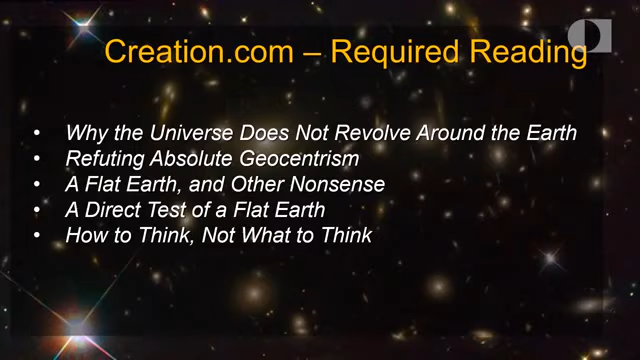 Creation.com – Required Reading
• Why the Universe Does Not Revolve Around the Earth
• Refuting Absolute Geocentrism
• A Flat Earth, and Other Nonsense
• A Direct Test of a Flat Earth
• How to Think, Not What to Think